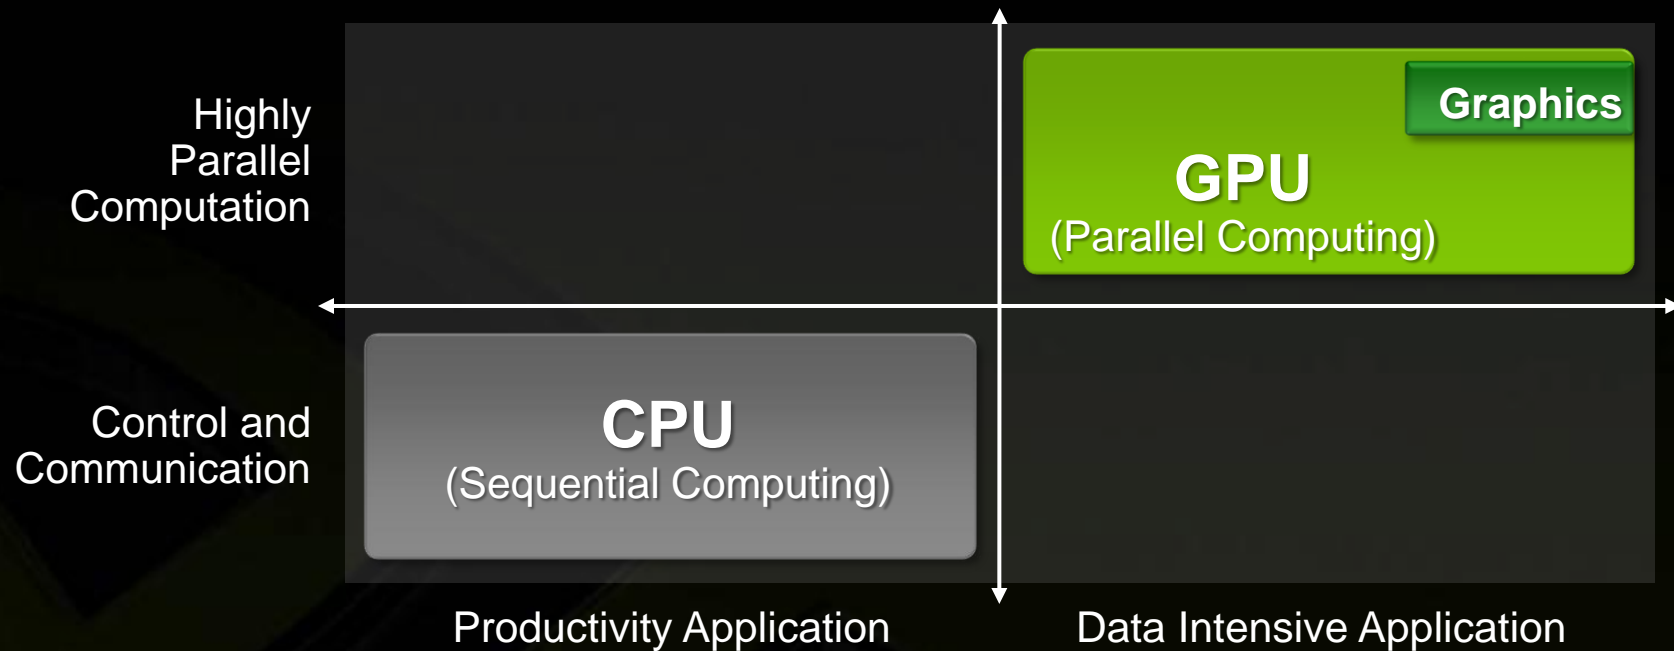 Highly
Parallel
Computation
Graphics
GPU
(Parallel Computing)
Control and
Communication
CPU
(Sequential Computing)
Productivity Application
Data Intensive Application